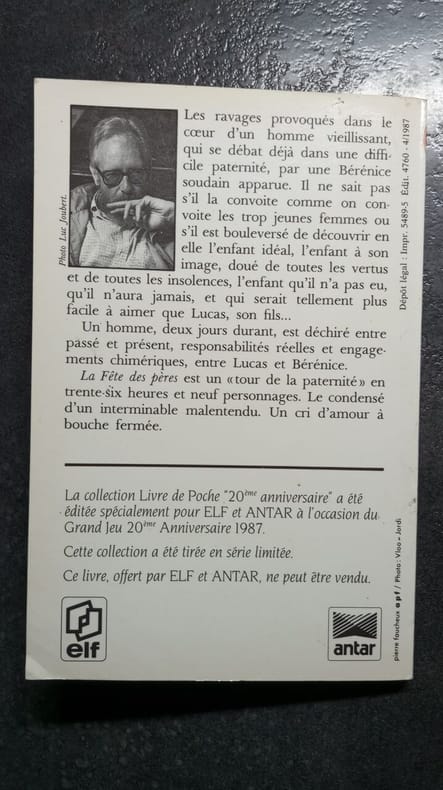 Les ravages provoqués dans le
cœur d'un homme vieillissant,
qui se débat déjà dans une diffi-
cile paternité, par une Bérénice
soudain apparue. Il ne sait pas
s'il la convoite comme on con-
voite les trop jeunes femmes ou
s'il est bouleversé de découvrir en
elle l'enfant idéal, l'enfant à son
image, doué de toutes les vertus
et de toutes les insolences, l'enfant qu'il n'a pas eu,
qu'il n'aura jamais, et qui serait tellement plus
facile à aimer que Lucas, son fils...
Un homme, deux jours durant, est déchiré entre
passé et présent, responsabilités réelles et engage-
ments chimériques, entre Lucas et Bérénice.
La Fête des pères est un «tour de la paternité» en
trente-six heures et neuf personnages. Le condensé
d'un interminable malentendu. Un cri d'amour à
bouche fermée.
Photo Luc Joubert.
Dépôt légal : Impr. 5489-5 Édit. 4760 - 4/1987
La collection Livre de Poche "20ème anniversaire" a été
éditée spécialement pour ELF et ANTAR à l'occasion du
Grand Jeu 20ème Anniversaire 1987.
Cette collection a été tirée en série limitée.
Ce livre, offert par ELF et ANTAR, ne peut être vendu.
elf
antar
pierre faucheux apf / Photo : Vloo - Jordi